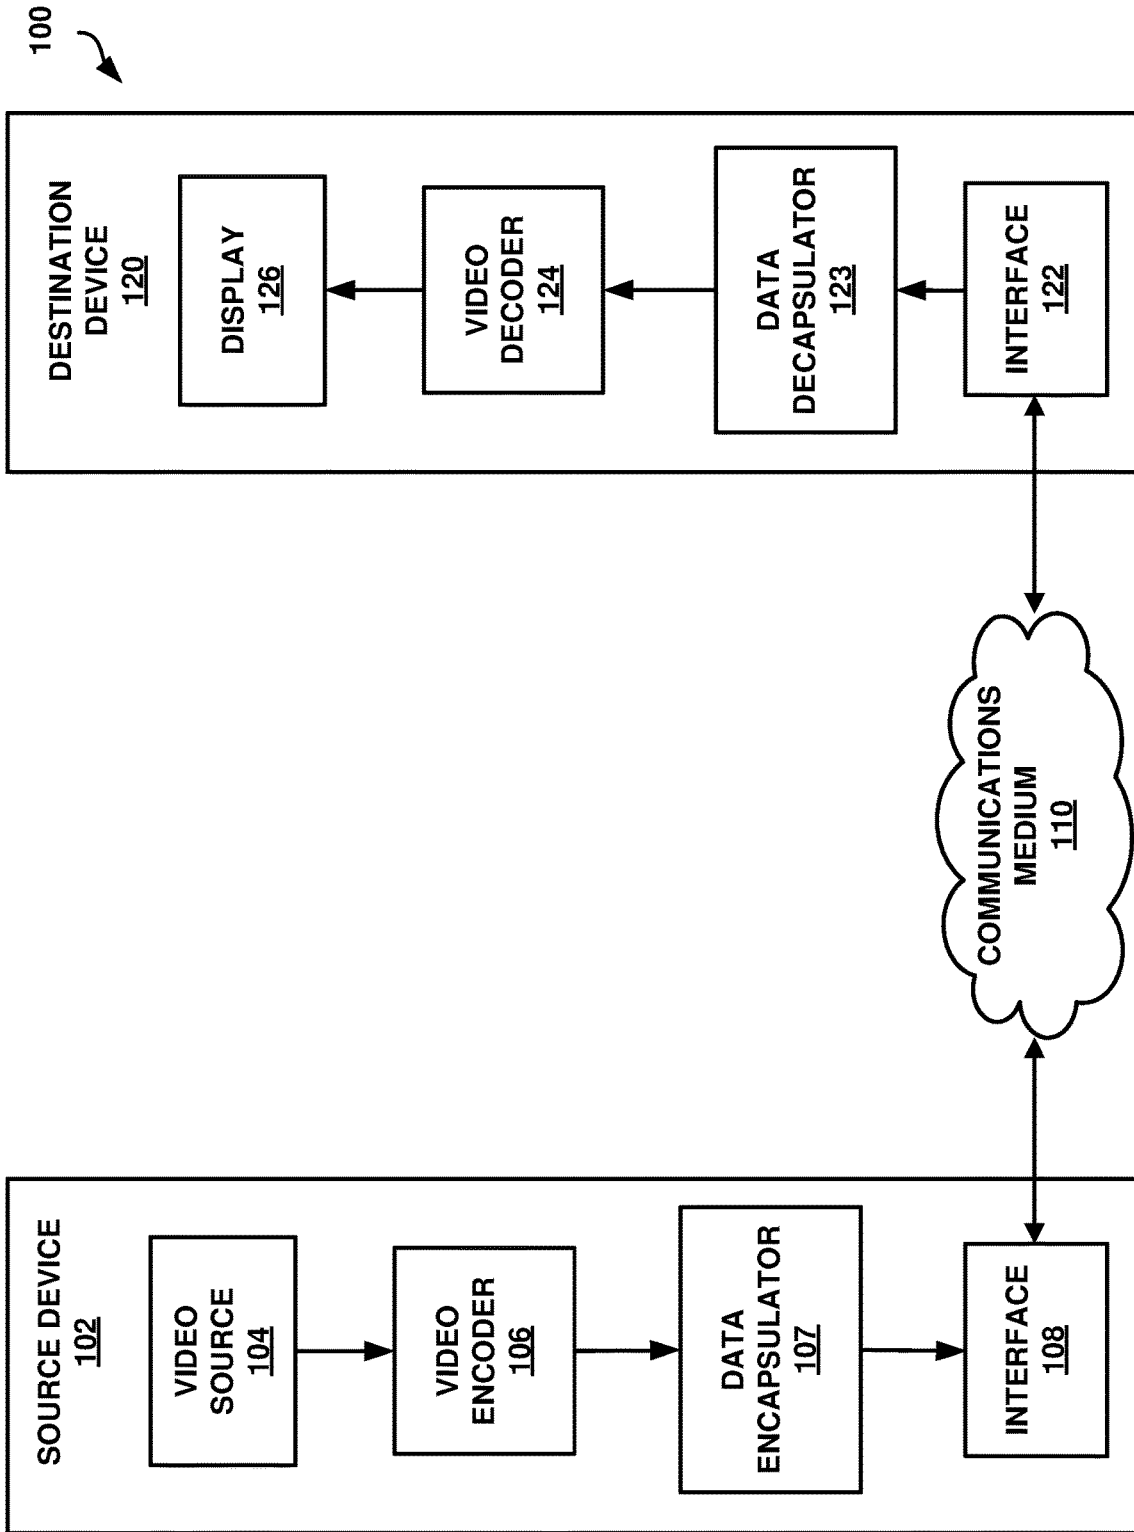 100
SOURCE DEVICE
102
VIDEO
SOURCE
104
VIDEO
ENCODER
106
DATA
ENCAPSULATOR
107
INTERFACE
108
COMMUNICATIONS
MEDIUM
110
DESTINATION
DEVICE
120
DISPLAY
126
VIDEO
DECODER
124
DATA
DECAPSULATOR
123
INTERFACE
122